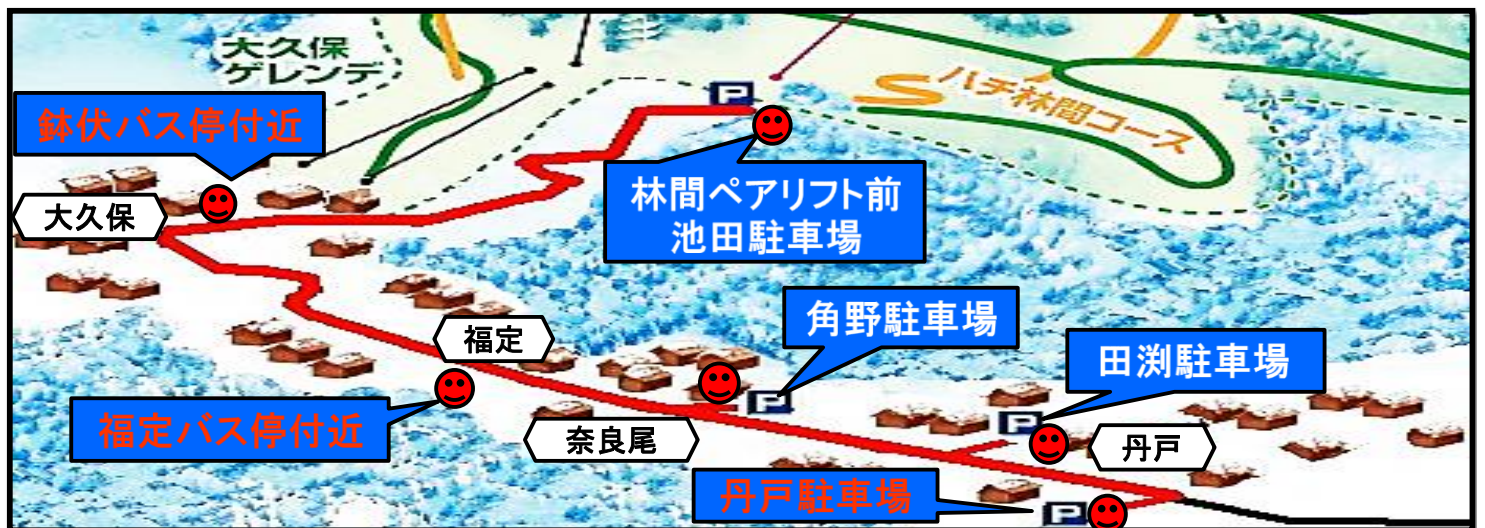 大久保
ゲレンデ
鉢伏バス停付近
P
ハチ林間コース
林間ペアリフト前
池田駐車場
大久保
角野駐車場
福定
田渕駐車場
P
P
福定バス停付近
奈良尾
丹戸
丹戸駐車場
P